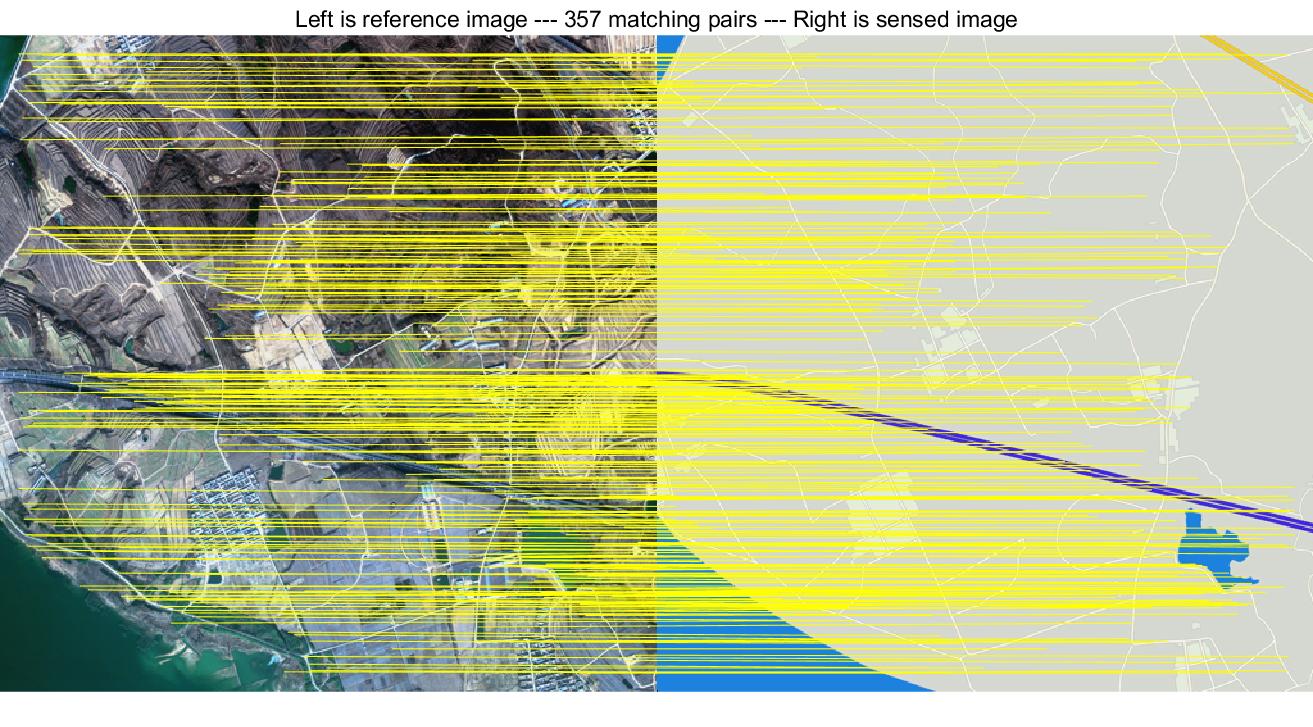 Left is reference image --- 357 matching pairs --- Right is sensed image